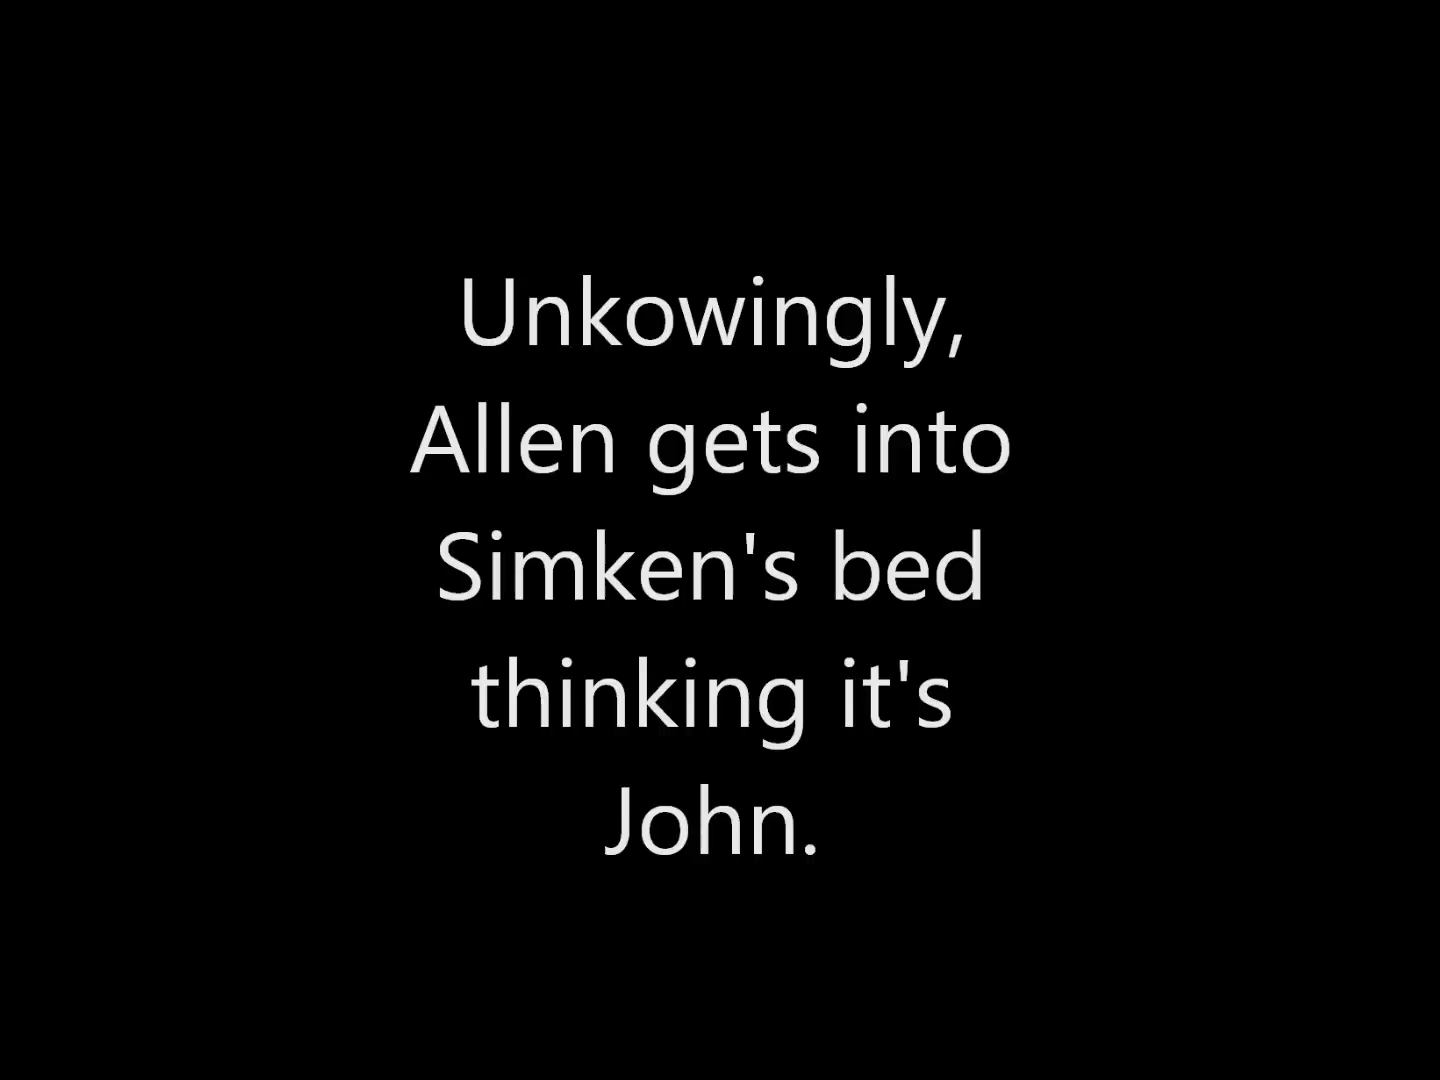 Unkowingly,
Allen gets into
Simken's bed
thinking it's
John.